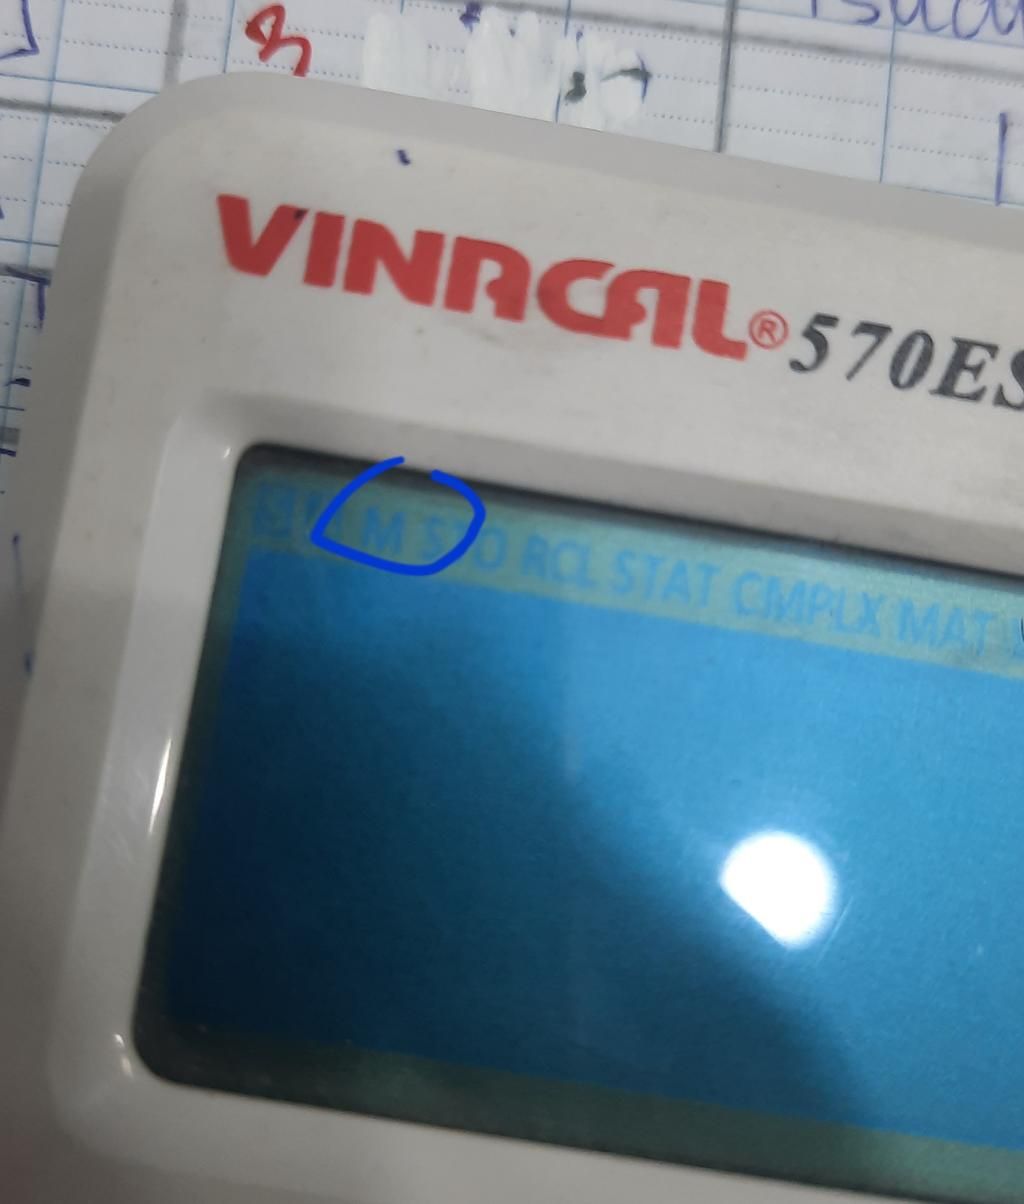 VINACAL® 570ES
M STO RCL STAT CMPLX MAT